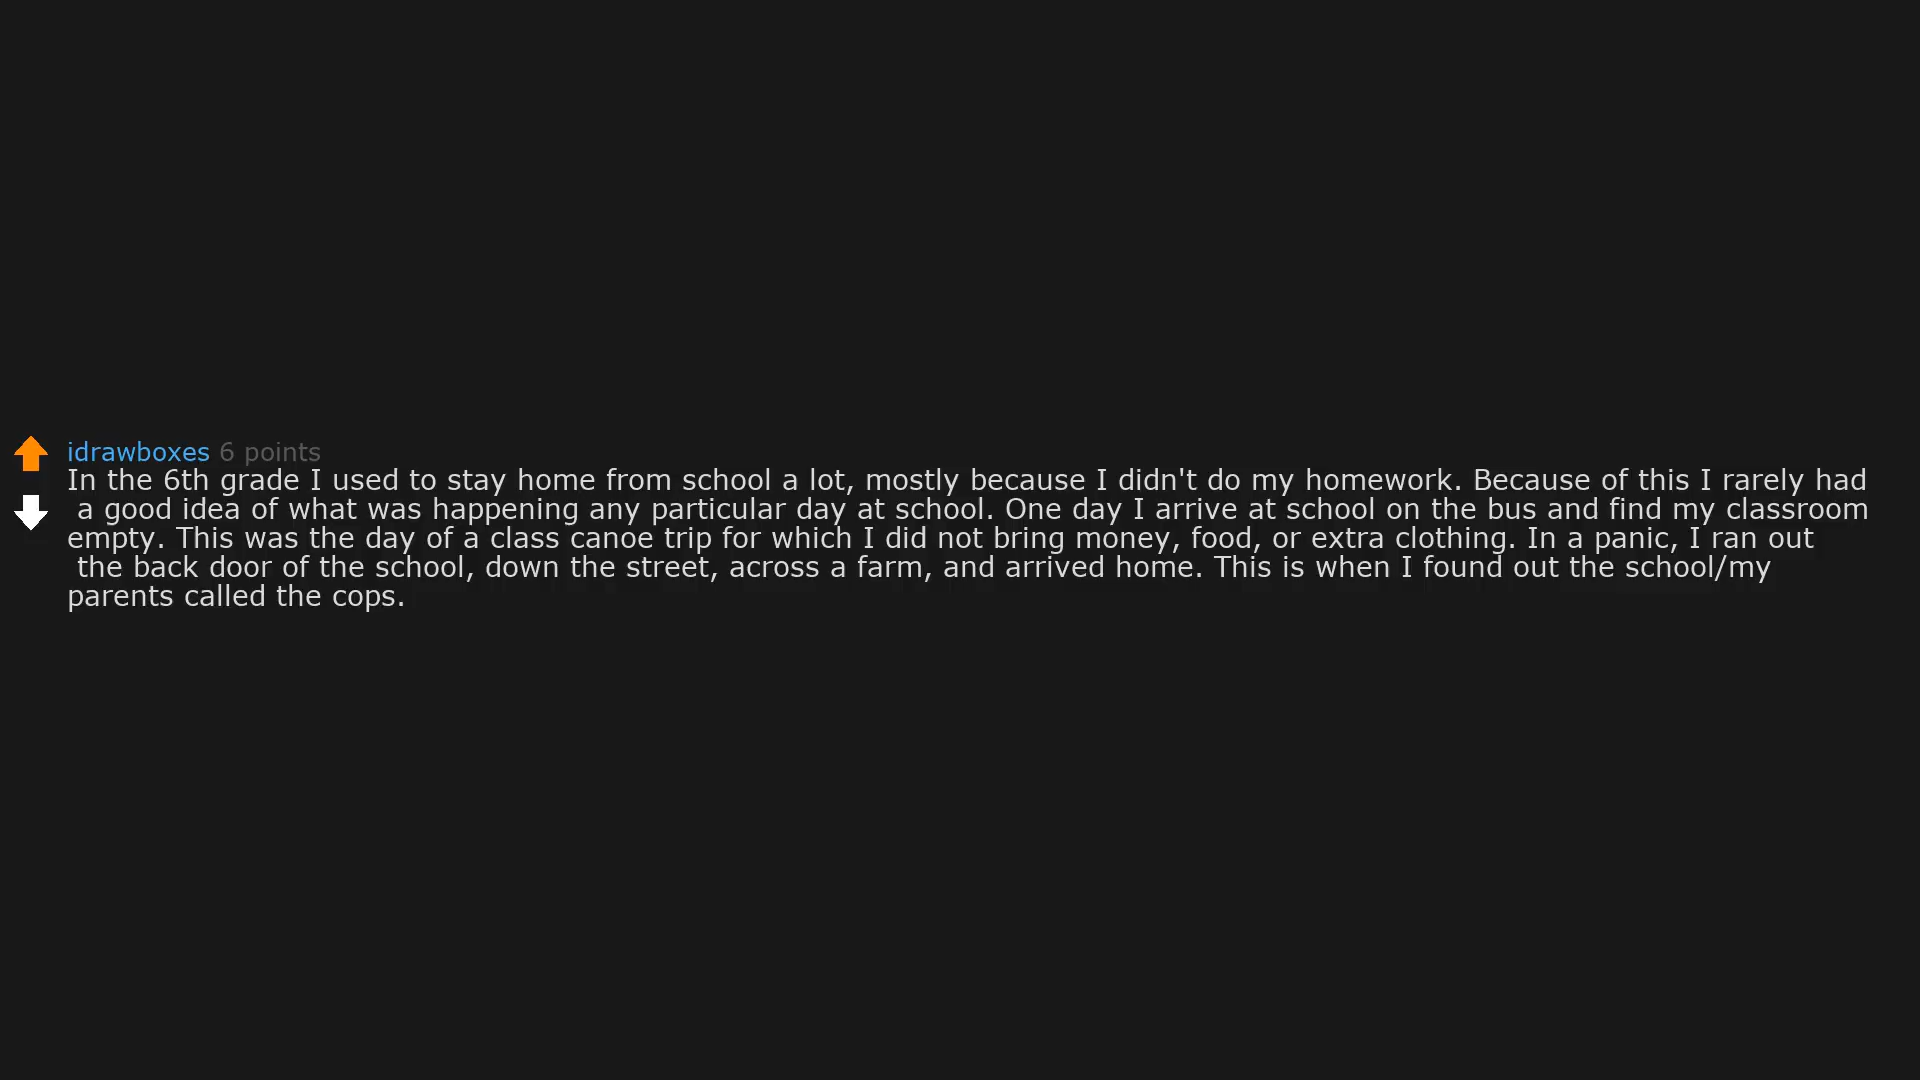 idrawboxes 6 points
In the 6th grade I used to stay home from school a lot, mostly because I didn't do my homework. Because of this I rarely had
a good idea of what was happening any particular day at school. One day I arrive at school on the bus and find my classroom
empty. This was the day of a class canoe trip for which I did not bring money, food, or extra clothing. In a panic, I ran out
the back door of the school, down the street, across a farm, and arrived home. This is when I found out the school/my
parents called the cops.